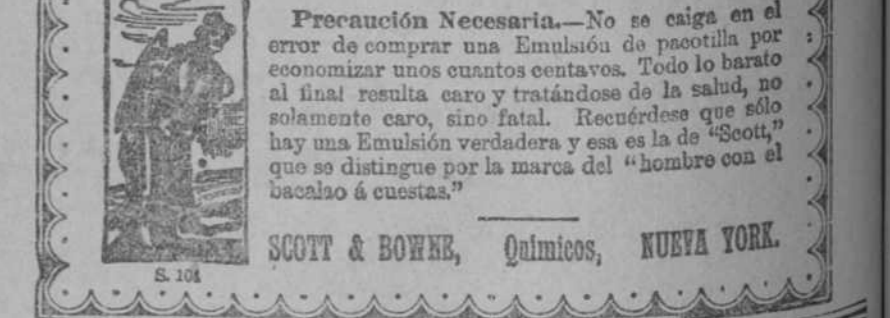 Precaución Necesaria.—No se caiga en el
error de comprar una Emulsión de pacotilla por
economizar unos cuantos centavos. Todo lo barato
al final resulta caro y tratándose de la salud, no
solamente caro, sino fatal. Recuérdese que sólo
hay una Emulsión verdadera y esa es la de “Scott,”
que se distingue por la marca del “hombre con el
bacalao á cuestas.”
SCOTT & BOWNE, Químicos, NUEVA YORK.
S. 104